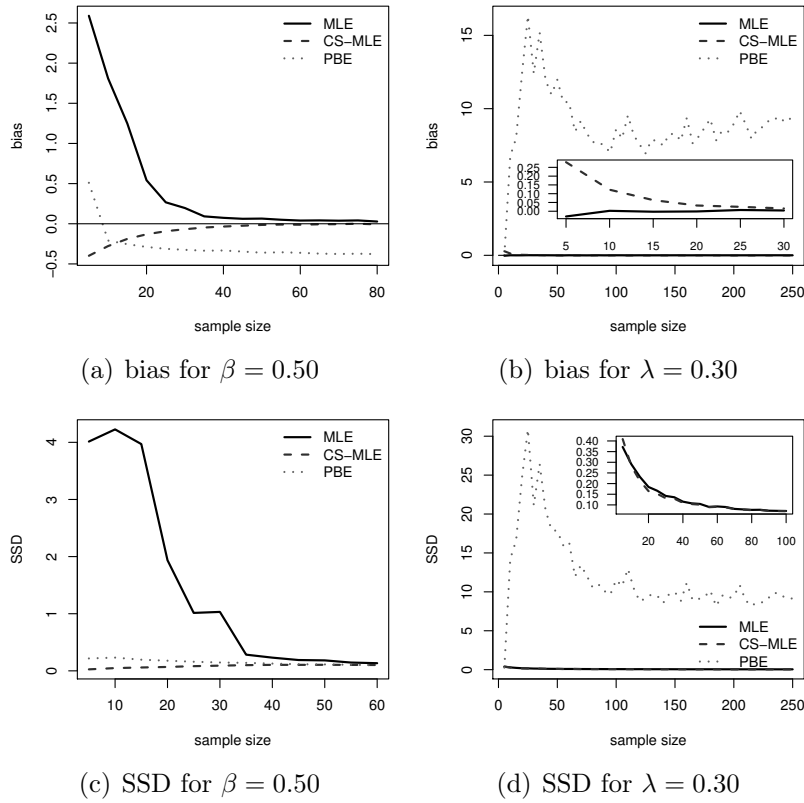 MLE
CS-MLE
PBE
bias
2.5
2.0
1.5
1.0
0.5
0.0
-0.5
20 40 60 80
sample size
(a) bias for β = 0.50
MLE
CS-MLE
PBE
bias
15
10
5
0
0.25
0.20
0.15
0.10
0.05
0.00
5 10 15 20 25 30
0 50 100 150 200 250
sample size
(b) bias for λ = 0.30
MLE
CS-MLE
PBE
SSD
4
3
2
1
0
10 20 30 40 50 60
sample size
(c) SSD for β = 0.50
SSD
30
25
20
15
10
5
0
0.40
0.35
0.30
0.25
0.20
0.15
0.10
20 40 60 80 100
MLE
CS-MLE
PBE
0 50 100 150 200 250
sample size
(d) SSD for λ = 0.30